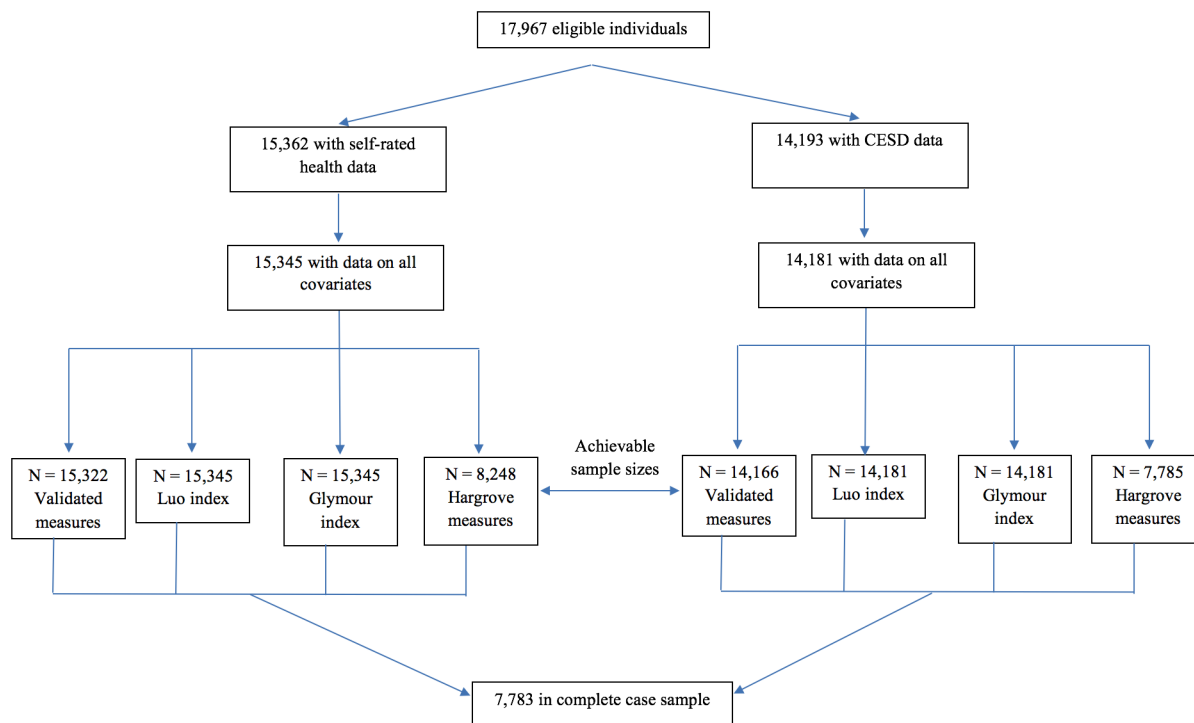 17,967 eligible individuals
15,362 with self-rated
health data
14,193 with CESD data
15,345 with data on all
covariates
14,181 with data on all
covariates
N = 15,322
Validated
measures
N = 15,345
Luo index
N = 15,345
Glymour
index
N = 8,248
Hargrove
measures
Achievable
sample sizes
N = 14,166
Validated
measures
N = 14,181
Luo index
N = 14,181
Glymour
index
N = 7,785
Hargrove
measures
7,783 in complete case sample